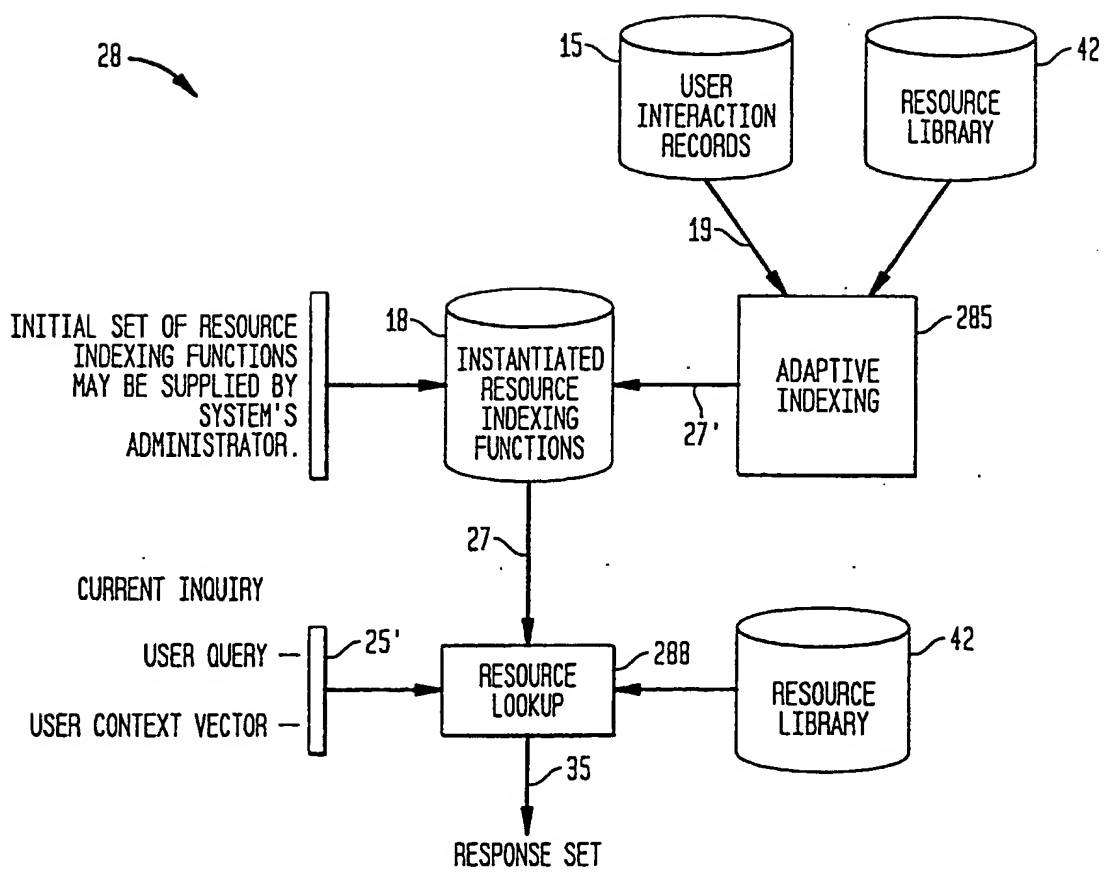 28
15
USER
INTERACTION
RECORDS
42
RESOURCE
LIBRARY
19
INITIAL SET OF RESOURCE
INDEXING FUNCTIONS
MAY BE SUPPLIED BY
SYSTEM'S
ADMINISTRATOR.
18
INSTANTIATED
RESOURCE
INDEXING
FUNCTIONS
27'
ADAPTIVE
INDEXING
285
27
CURRENT INQUIRY
USER QUERY
25'
USER CONTEXT VECTOR
RESOURCE
LOOKUP
288
42
RESOURCE
LIBRARY
35
RESPONSE SET